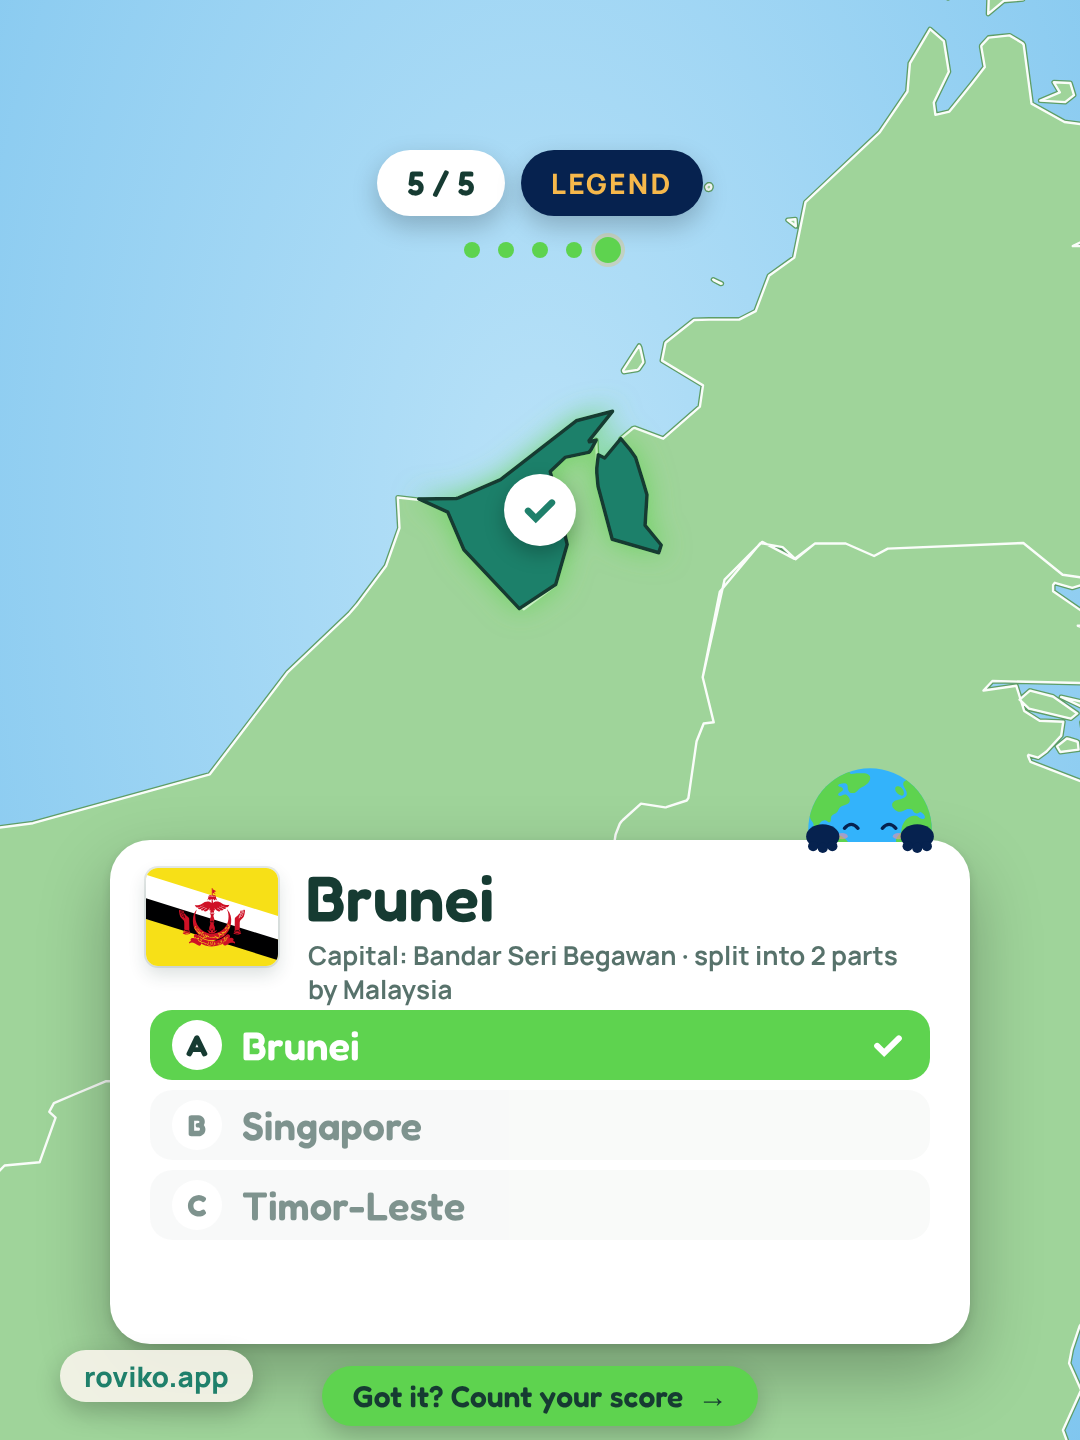 5 / 5
LEGEND
Brunei
Capital: Bandar Seri Begawan · split into 2 parts
by Malaysia
A Brunei
B Singapore
C Timor-Leste
roviko.app
Got it? Count your score →